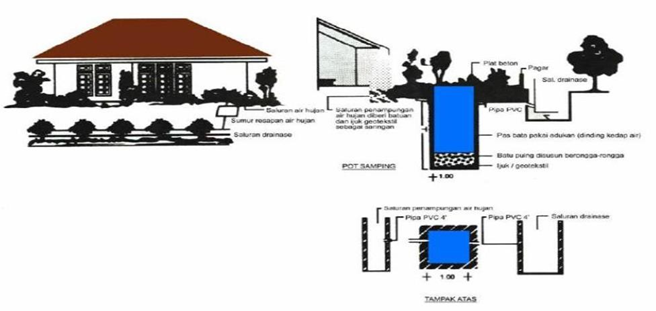 Saluran air hujan
Sumur resapan air hujan
Saluran drainase
Saluran penampungan
air hujan diberi batuan
dan ijuk geotekstil
sebagai saringan
POT SAMPING
Plat beton
Pagar
Sal. drainase
Pipa PVC
Pas bata pakai adukan (dinding kedap air)
Batu puing disusun berongga-rongga
Ijuk / geotekstil
1.00
Saluran penampungan air hujan
Pipa PVC 4'
Pipa PVC 4'
Saluran drainase
1.00
TAMPAK ATAS